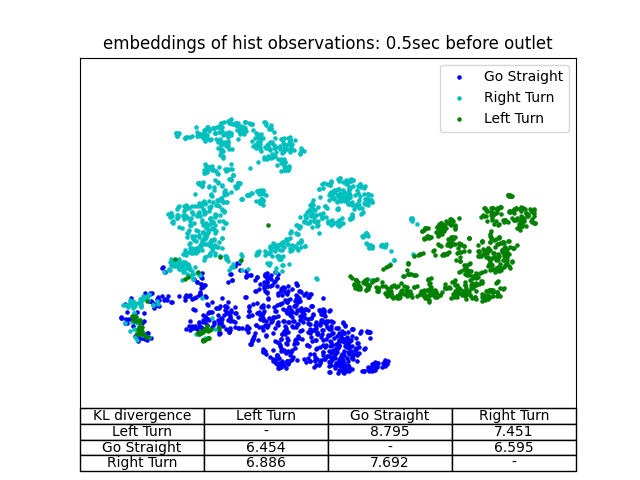 embeddings of hist observations: 0.5sec before outlet
Go Straight
Right Turn
Left Turn
KL divergence Left Turn Go Straight Right Turn
Left Turn - 8.795 7.451
Go Straight 6.454 - 6.595
Right Turn 6.886 7.692 -